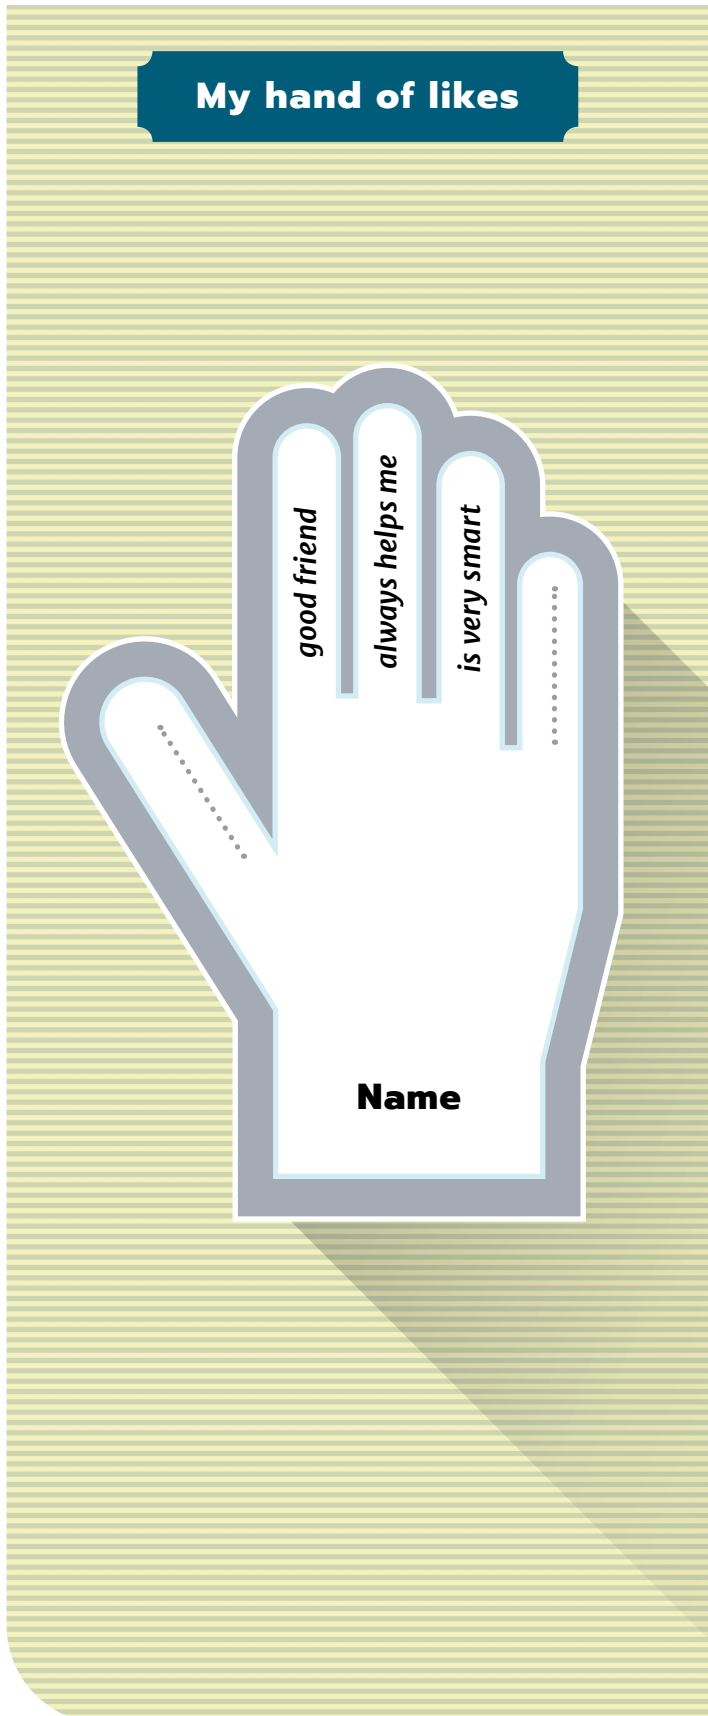 My hand of likes
good friend
always helps me
is very smart
Name